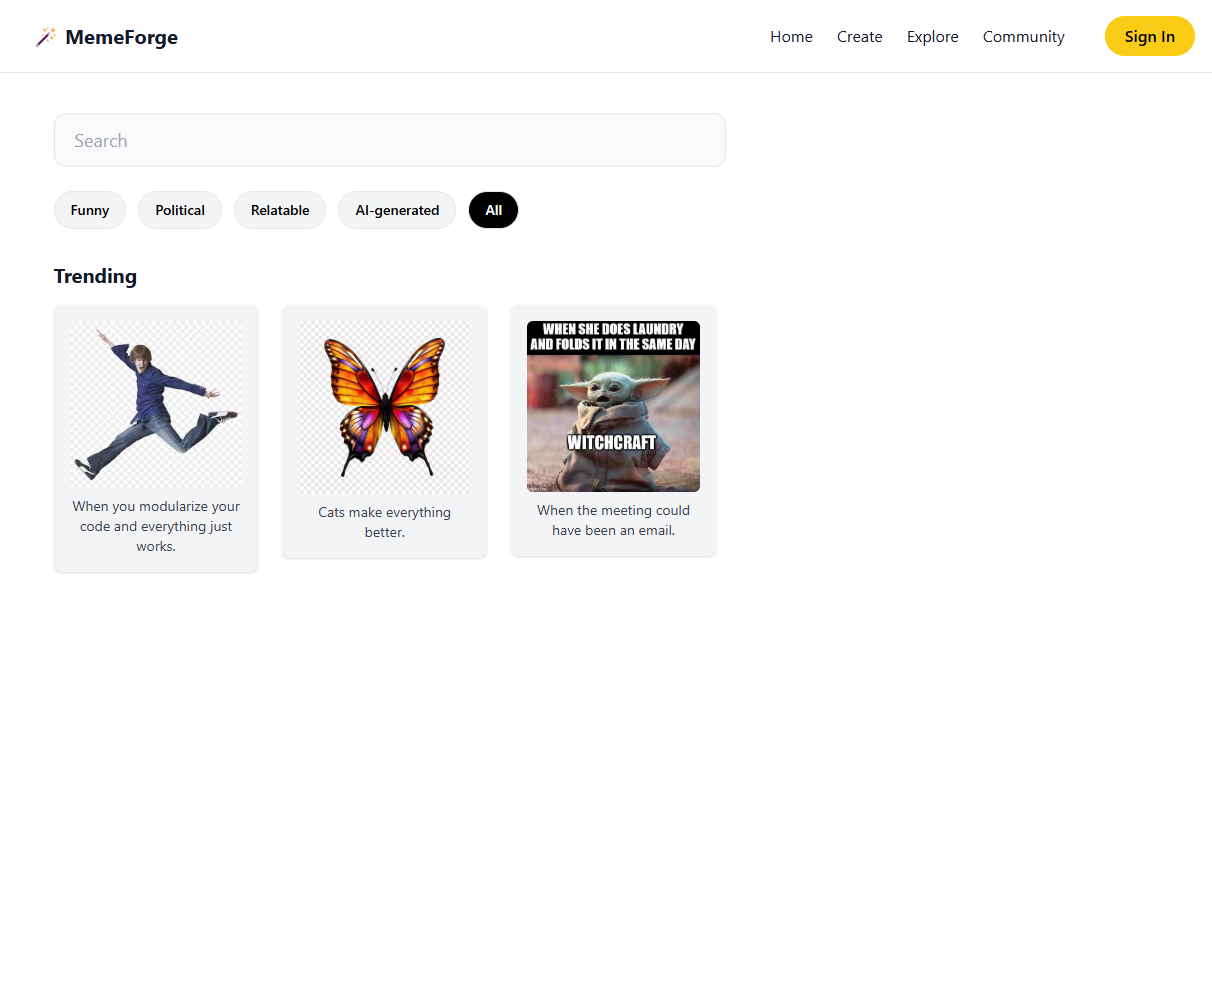 MemeForge
Home Create Explore Community Sign In
Search
Funny Political Relatable AI-generated All
Trending
WHEN SHE DOES LAUNDRY
AND FOLDS IT IN THE SAME DAY
WITCHCRAFT
When you modularize your
code and everything just
works.
Cats make everything
better.
When the meeting could
have been an email.